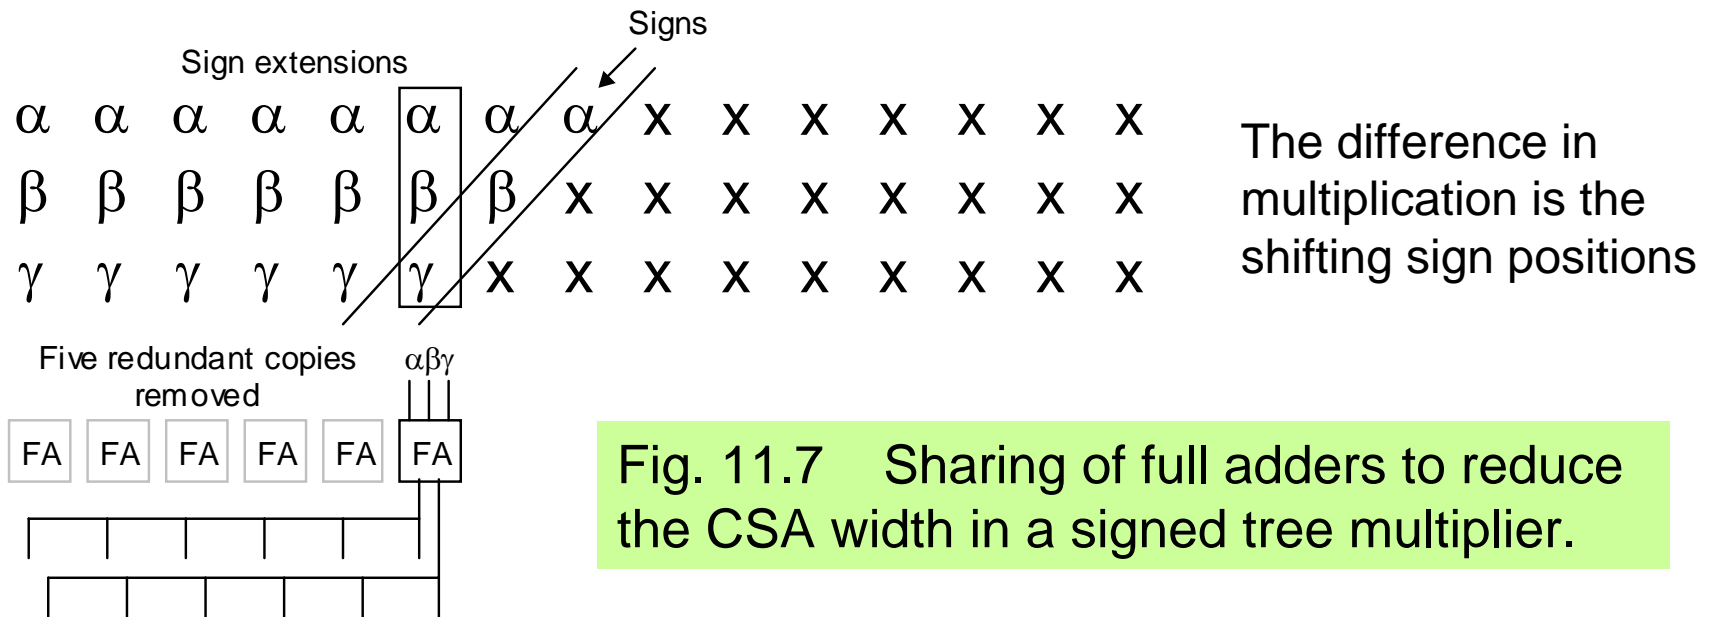 Signs
Sign extensions
α α α α α α α α x x x x x x x
β β β β β β β x x x x x x x x
γ γ γ γ γ γ x x x x x x x x x
The difference in
multiplication is the
shifting sign positions
Five redundant copies
removed
αβγ
FA FA FA FA FA FA
Fig. 11.7 Sharing of full adders to reduce
the CSA width in a signed tree multiplier.